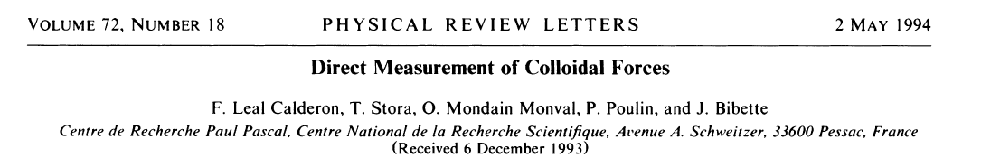 VOLUME 72, NUMBER 18 PHYSICAL REVIEW LETTERS 2 MAY 1994
Direct Measurement of Colloidal Forces
F. Leal Calderon, T. Stora, O. Mondain Monval, P. Poulin, and J. Bibette
Centre de Recherche Paul Pascal, Centre National de la Recherche Scientifique, Avenue A. Schweitzer, 33600 Pessac, France
(Received 6 December 1993)